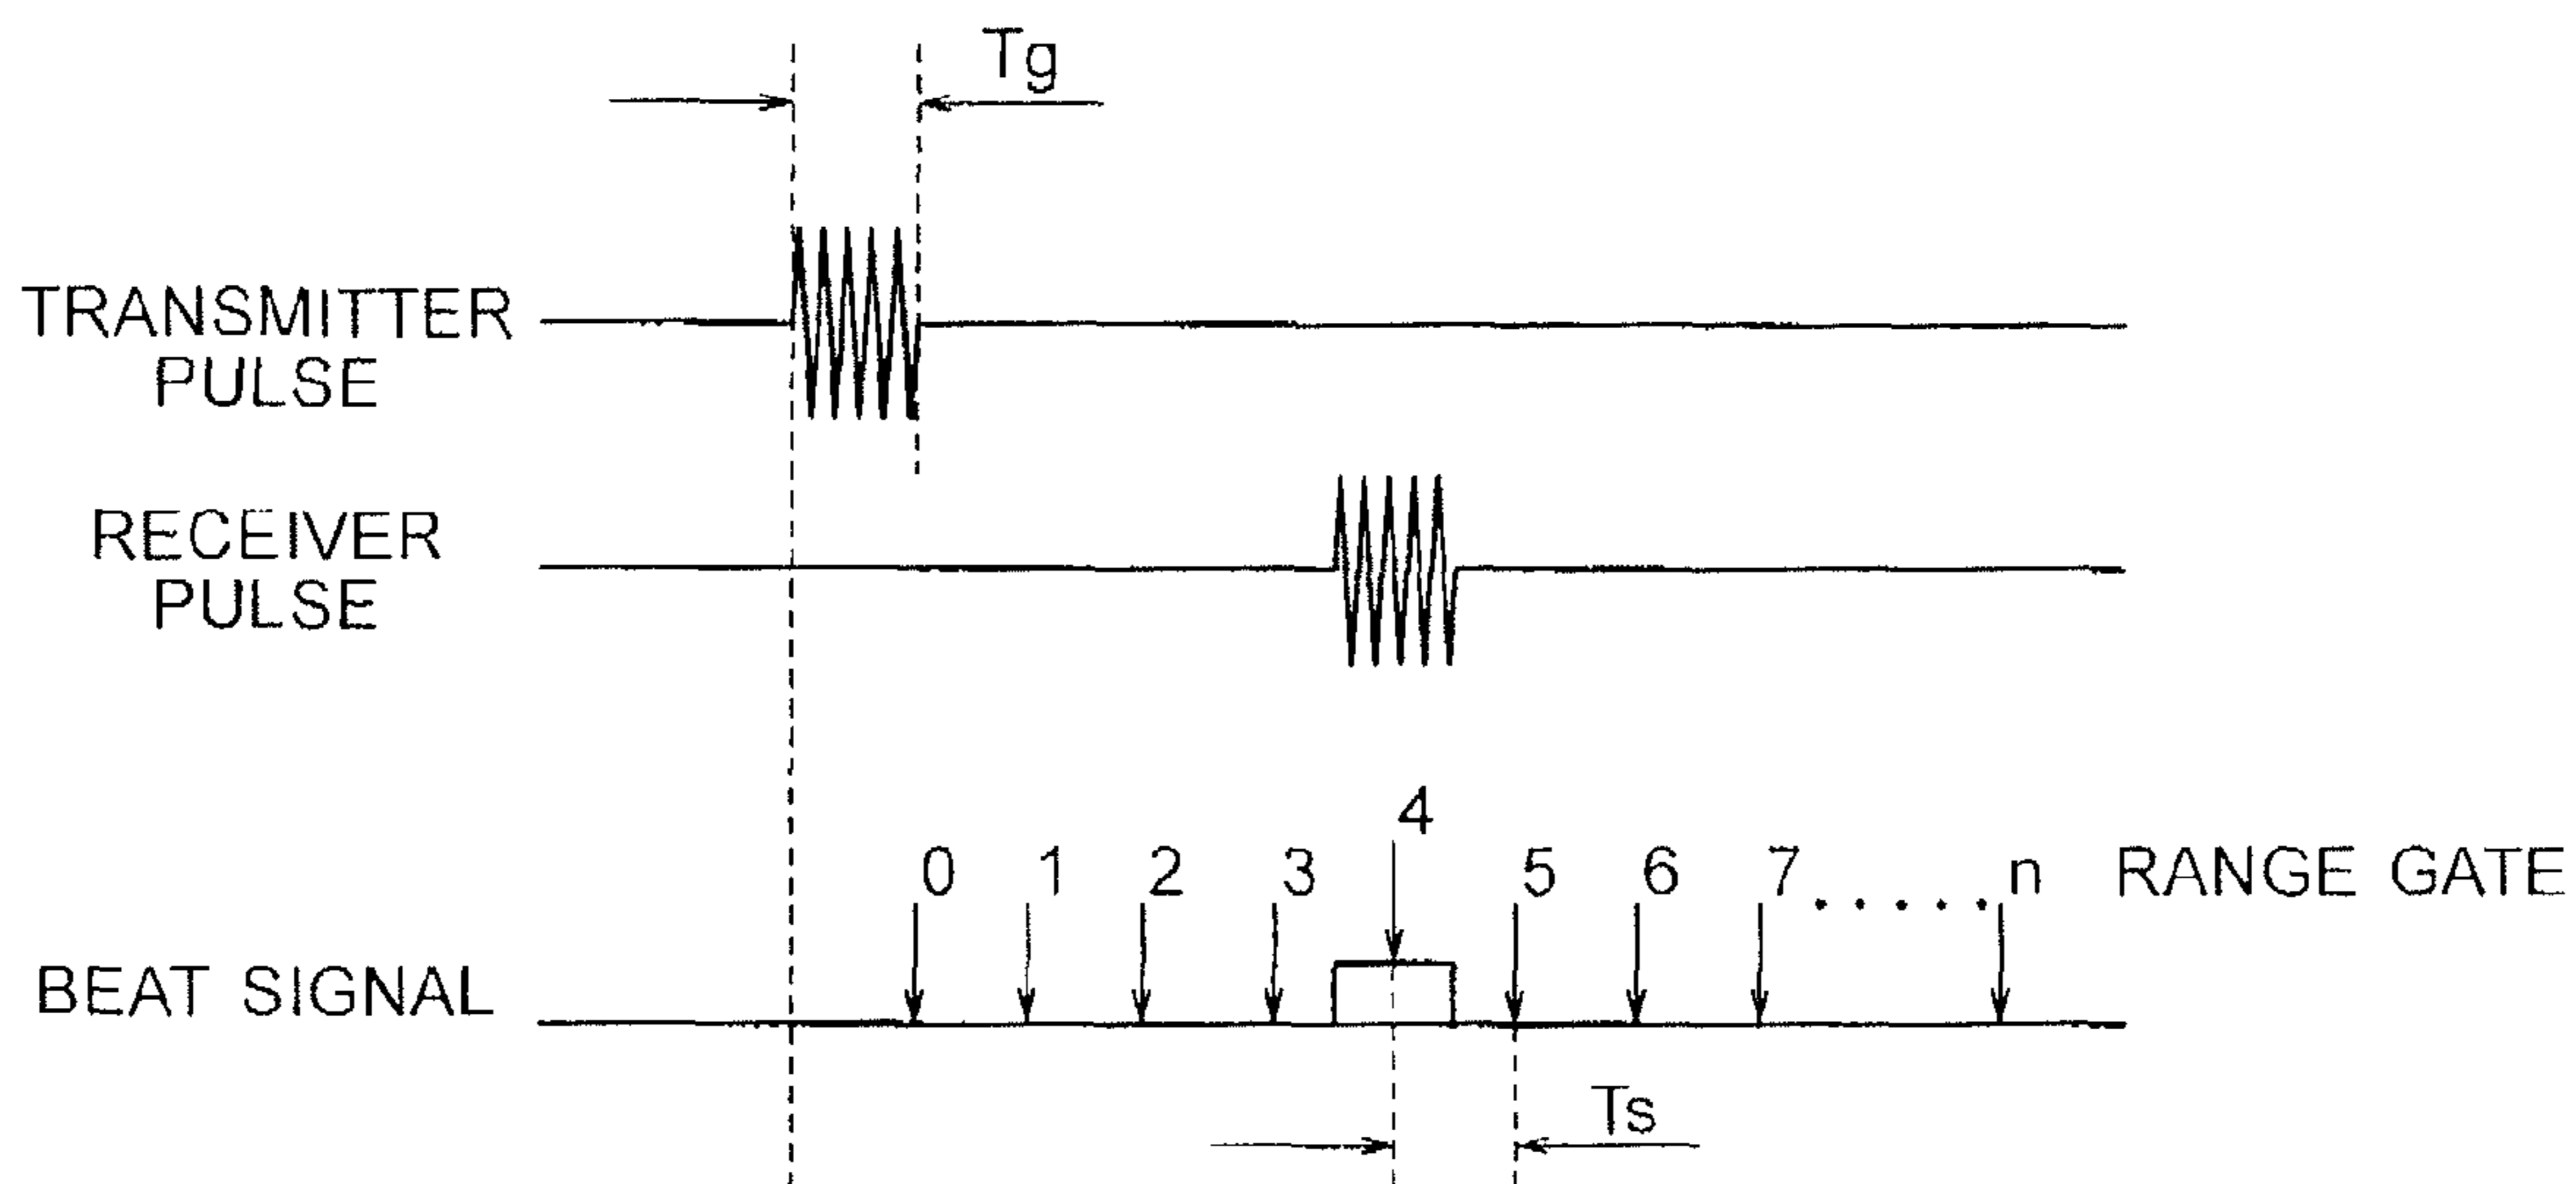 Tg
TRANSMITTER
PULSE
RECEIVER
PULSE
4
0 1 2 3 5 6 7 ..... n RANGE GATE
BEAT SIGNAL
Ts